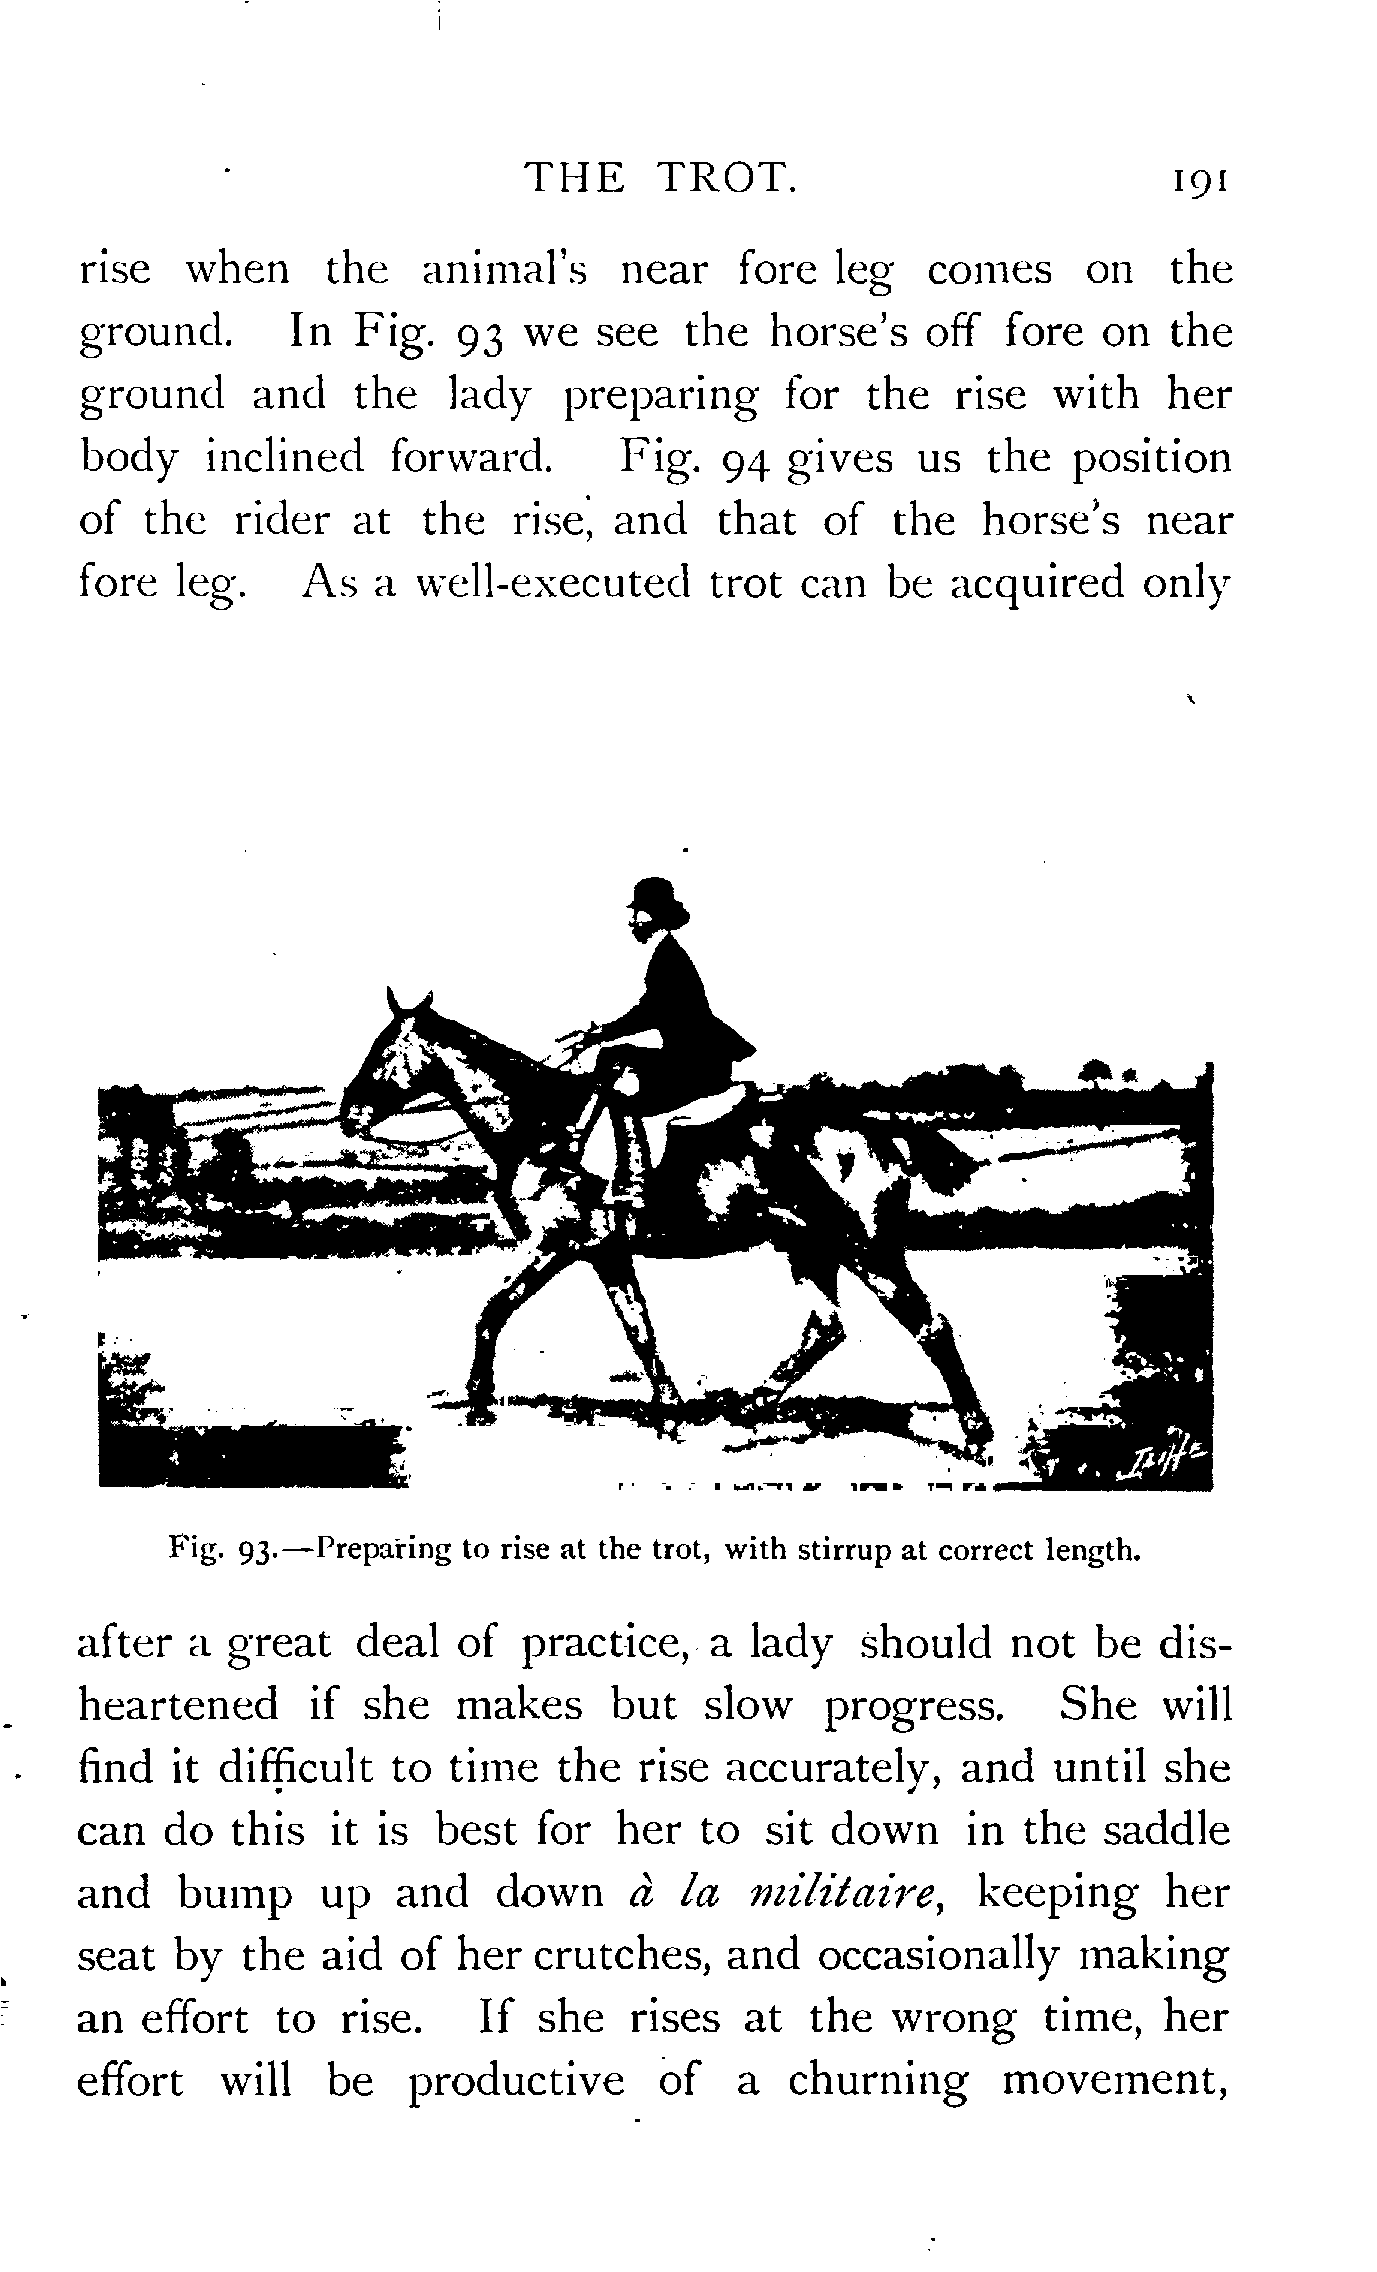 THE TROT. 191
rise when the animal's near fore leg comes on the
ground. In Fig. 93 we see the horse's off fore on the
ground and the lady preparing for the rise with her
body inclined forward. Fig. 94 gives us the position
of the rider at the rise, and that of the horse's near
fore leg. As a well-executed trot can be acquired only
Fig. 93.—Preparing to rise at the trot, with stirrup at correct length.
after a great deal of practice, a lady should not be dis-
heartened if she makes but slow progress. She will
find it difficult to time the rise accurately, and until she
can do this it is best for her to sit down in the saddle
and bump up and down à la militaire, keeping her
seat by the aid of her crutches, and occasionally making
an effort to rise. If she rises at the wrong time, her
effort will be productive of a churning movement,